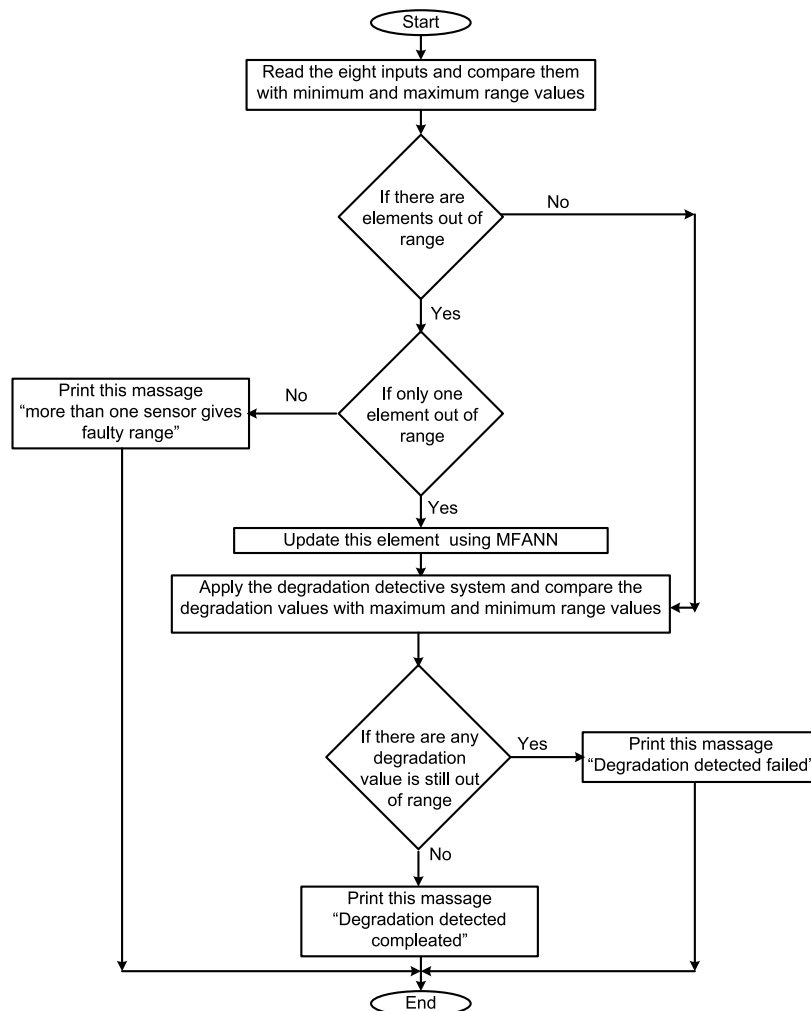 Start
Read the eight inputs and compare them
with minimum and maximum range values
If there are
elements out of
range
No
Yes
If only one
element out of
range
No
Print this massage
“more than one sensor gives
faulty range”
Yes
Update this element using MFANN
Apply the degradation detective system and compare the
degradation values with maximum and minimum range values
If there are any
degradation
value is still out
of range
Yes
Print this massage
“Degradation detected failed”
No
Print this massage
“Degradation detected
compleated”
End